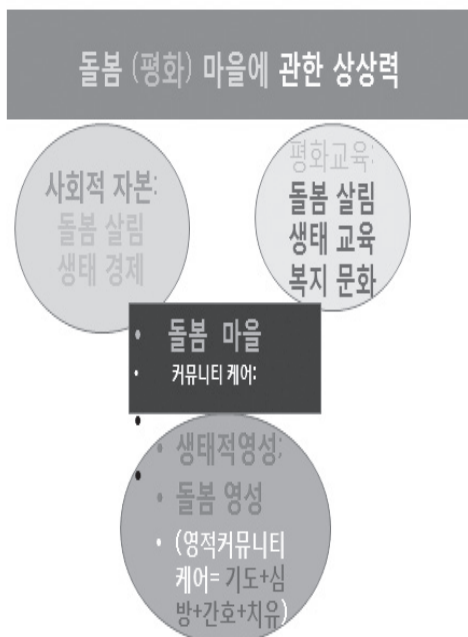 돌봄 (평화) 마을에 관한 상상력
사회적 자본:
돌봄 살림
생태 경제
평화교육:
돌봄 살림
생태 교육
복지 문화
• 돌봄 마을
• 커뮤니티 케어:
•
• 생태적영성;
• 돌봄 영성
• (영적커뮤니티
케어= 기도+심
방+간호+치유)